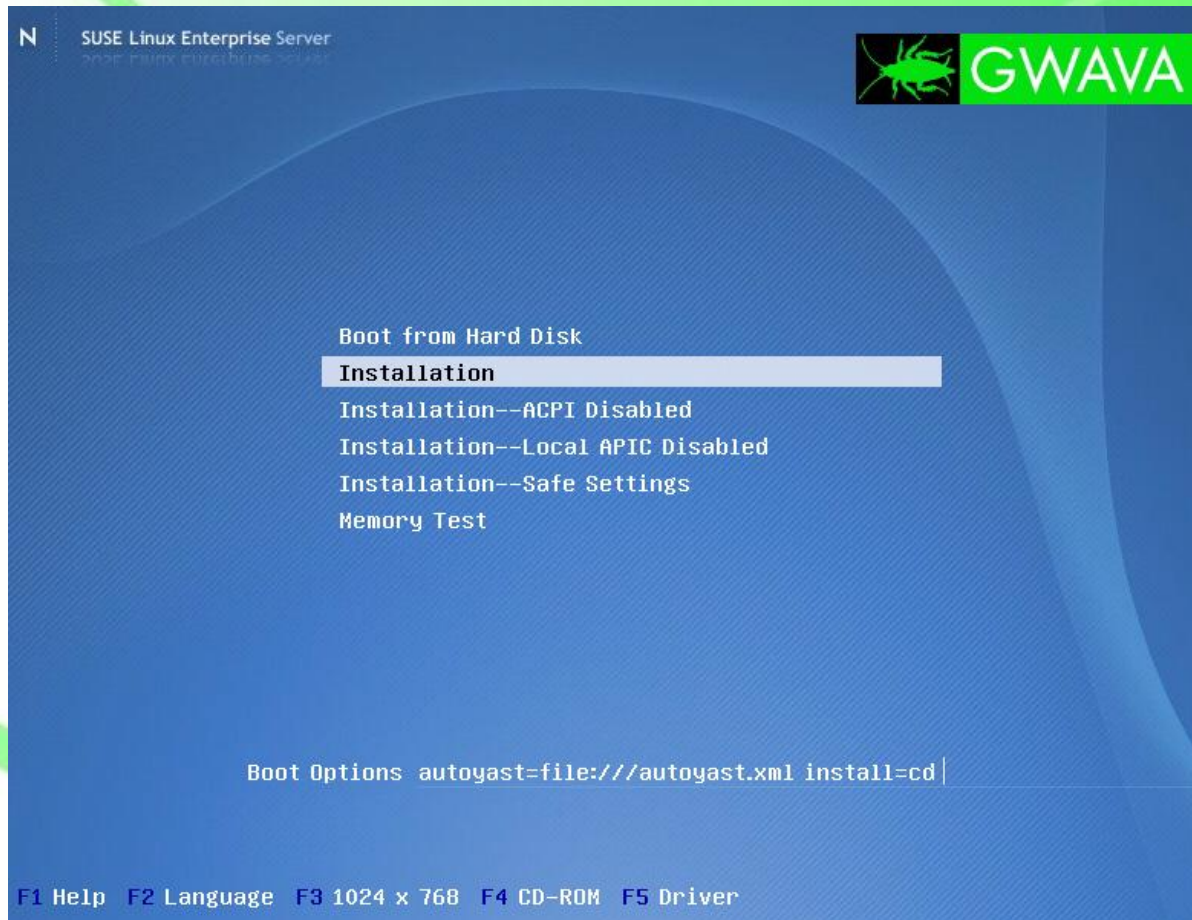 N SUSE Linux Enterprise Server
GWAVA
Boot from Hard Disk
Installation
Installation--ACPI Disabled
Installation--Local APIC Disabled
Installation--Safe Settings
Memory Test
Boot Options autoyast=file:///autoyast.xml install=cd
F1 Help F2 Language F3 1024 x 768 F4 CD-ROM F5 Driver